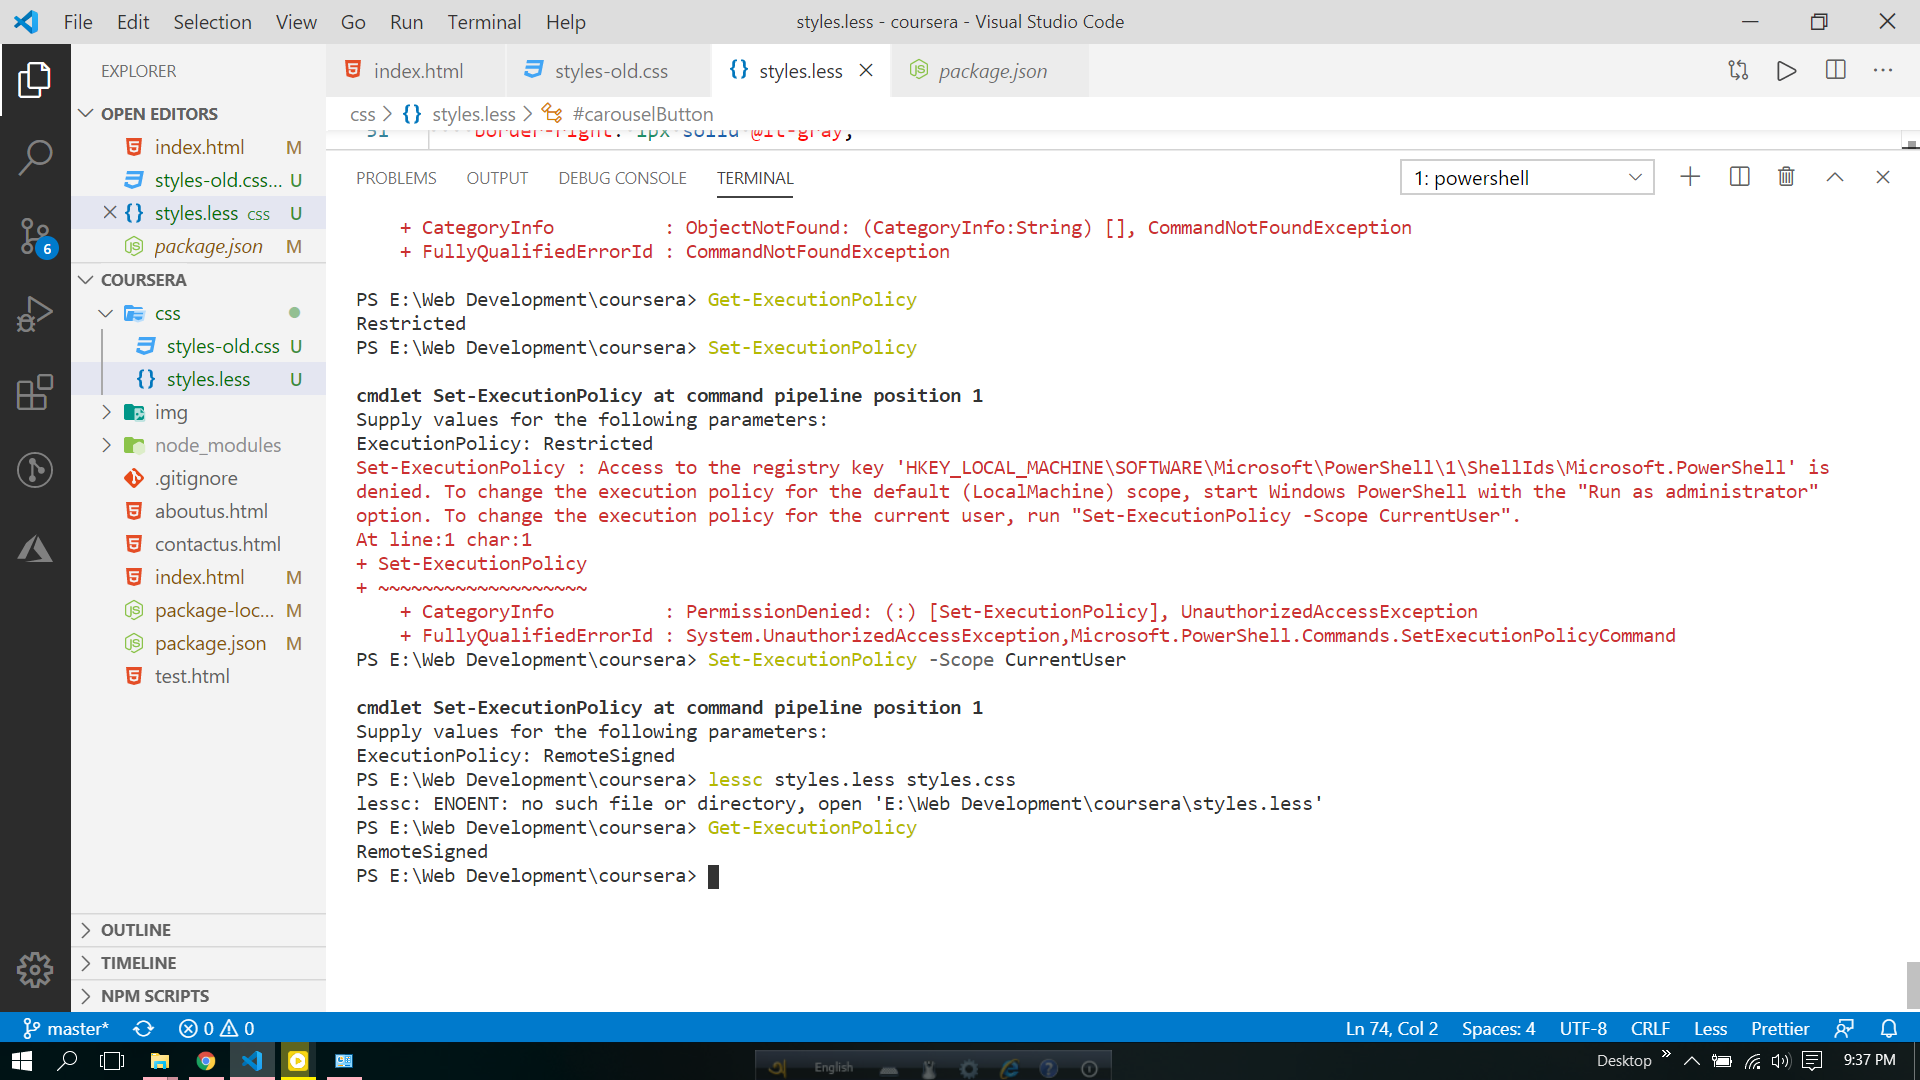 File Edit Selection View Go Run Terminal Help
styles.less - coursera - Visual Studio Code
EXPLORER
OPEN EDITORS
index.html M
styles-old.css... U
styles.less css U
package.json M
COURSERA
css
styles-old.css U
styles.less U
img
node_modules
.gitignore
aboutus.html
contactus.html
index.html M
package-loc... M
package.json M
test.html
OUTLINE
TIMELINE
NPM SCRIPTS
6
index.html styles-old.css styles.less package.json
css > styles.less > #carouselButton
51 border-right: 1px solid @lt-gray;
PROBLEMS OUTPUT DEBUG CONSOLE TERMINAL
1: powershell
    + CategoryInfo          : ObjectNotFound: (CategoryInfo:String) [], CommandNotFoundException
    + FullyQualifiedErrorId : CommandNotFoundException
PS E:\Web Development\coursera> Get-ExecutionPolicy
Restricted
PS E:\Web Development\coursera> Set-ExecutionPolicy
cmdlet Set-ExecutionPolicy at command pipeline position 1
Supply values for the following parameters:
ExecutionPolicy: Restricted
Set-ExecutionPolicy : Access to the registry key 'HKEY_LOCAL_MACHINE\SOFTWARE\Microsoft\PowerShell\1\ShellIds\Microsoft.PowerShell' is
denied. To change the execution policy for the default (LocalMachine) scope, start Windows PowerShell with the "Run as administrator"
option. To change the execution policy for the current user, run "Set-ExecutionPolicy -Scope CurrentUser".
At line:1 char:1
+ Set-ExecutionPolicy
+ ~~~~~~~~~~~~~~~~~~~
    + CategoryInfo          : PermissionDenied: (:) [Set-ExecutionPolicy], UnauthorizedAccessException
    + FullyQualifiedErrorId : System.UnauthorizedAccessException,Microsoft.PowerShell.Commands.SetExecutionPolicyCommand
PS E:\Web Development\coursera> Set-ExecutionPolicy -Scope CurrentUser
cmdlet Set-ExecutionPolicy at command pipeline position 1
Supply values for the following parameters:
ExecutionPolicy: RemoteSigned
PS E:\Web Development\coursera> lessc styles.less styles.css
lessc: ENOENT: no such file or directory, open 'E:\Web Development\coursera\styles.less'
PS E:\Web Development\coursera> Get-ExecutionPolicy
RemoteSigned
PS E:\Web Development\coursera>
master* 0 0
Ln 74, Col 2 Spaces: 4 UTF-8 CRLF Less Prettier
English
Desktop
9:37 PM